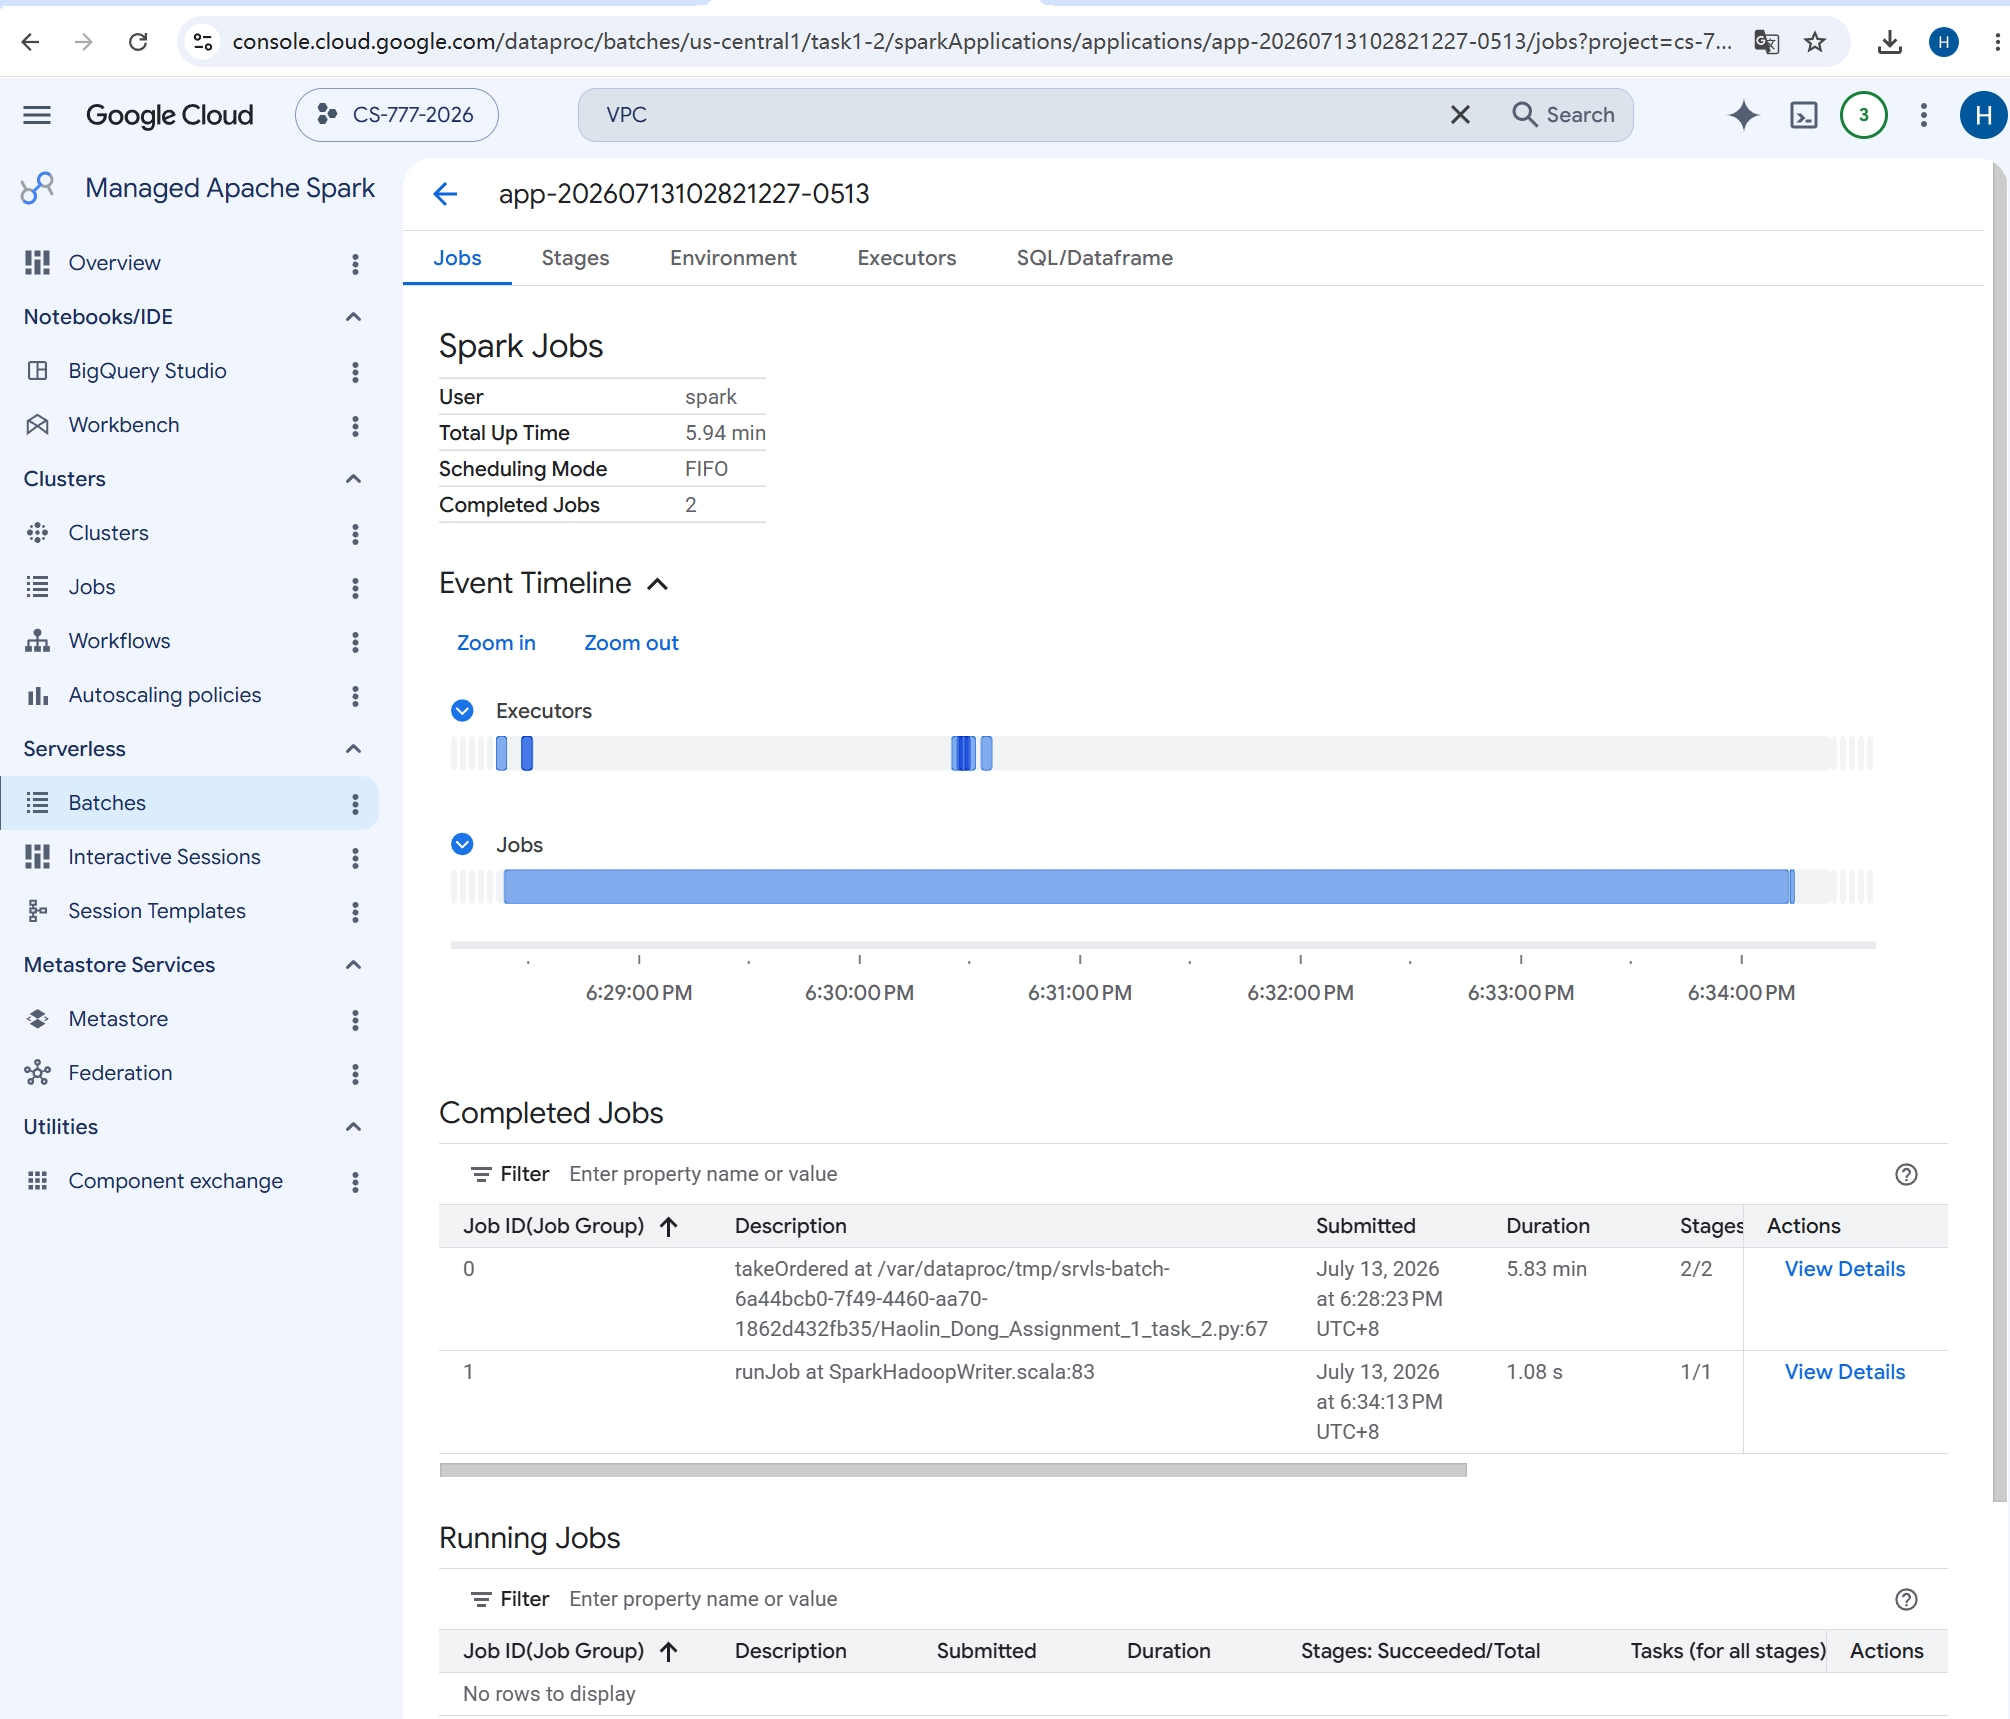 console.cloud.google.com/dataproc/batches/us-central1/task1-2/sparkApplications/applications/app-20260713102821227-0513/jobs?project=cs-7...
H
Google Cloud
CS-777-2026
VPC
Search
3
H
Managed Apache Spark
Overview
Notebooks/IDE
BigQuery Studio
Workbench
Clusters
Clusters
Jobs
Workflows
Autoscaling policies
Serverless
Batches
Interactive Sessions
Session Templates
Metastore Services
Metastore
Federation
Utilities
Component exchange
app-20260713102821227-0513
Jobs Stages Environment Executors SQL/Dataframe
Spark Jobs
User spark
Total Up Time 5.94 min
Scheduling Mode FIFO
Completed Jobs 2
Event Timeline
Zoom in Zoom out
Executors
Jobs
6:29:00 PM 6:30:00 PM 6:31:00 PM 6:32:00 PM 6:33:00 PM 6:34:00 PM
Completed Jobs
Filter Enter property name or value
Job ID(Job Group) Description Submitted Duration Stages Actions
0 takeOrdered at /var/dataproc/tmp/srvls-batch- July 13, 2026 5.83 min 2/2 View Details
6a44bcb0-7f49-4460-aa70- at 6:28:23 PM
1862d432fb35/Haolin_Dong_Assignment_1_task_2.py:67 UTC+8
1 runJob at SparkHadoopWriter.scala:83 July 13, 2026 1.08 s 1/1 View Details
at 6:34:13 PM
UTC+8
Running Jobs
Filter Enter property name or value
Job ID(Job Group) Description Submitted Duration Stages: Succeeded/Total Tasks (for all stages) Actions
No rows to display